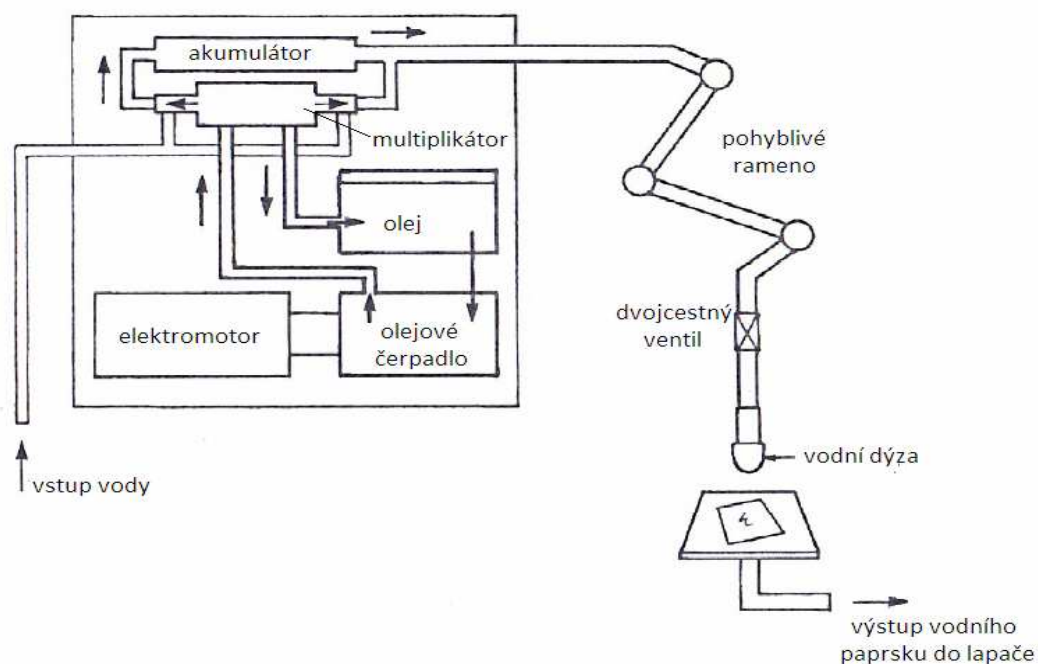 akumulátor
multiplikátor
pohyblivé
rameno
olej
dvojcestný
ventil
elektromotor
olejové
čerpadlo
vodní dýza
vstup vody
výstup vodního
paprsku do lapače